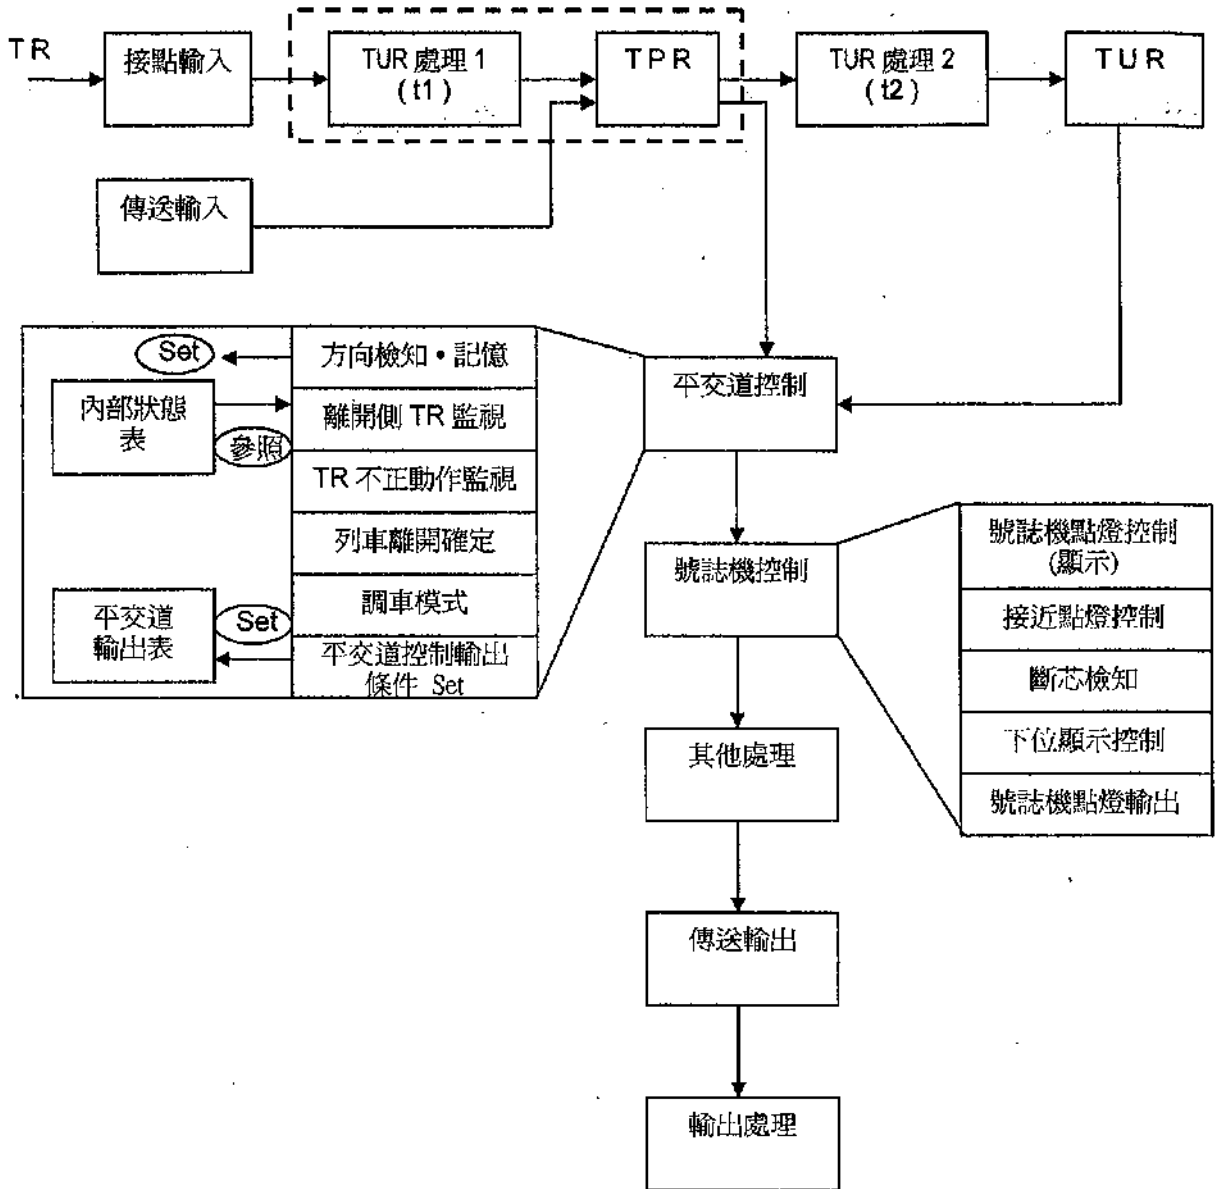 TR
接點輸入
TUR 處理 1
( t1 )
TPR
TUR 處理 2
( t2 )
TUR
傳送輸入
Set
方向檢知•記憶
內部狀態
表
離開側 TR 監視
參照
TR 不正動作監視
列車離開確定
調車模式
平交道
輸出表
Set
平交道控制輸出
條件 Set
平交道控制
號誌機控制
號誌機點燈控制
(顯示)
接近點燈控制
斷芯檢知
下位顯示控制
號誌機點燈輸出
其他處理
傳送輸出
輸出處理